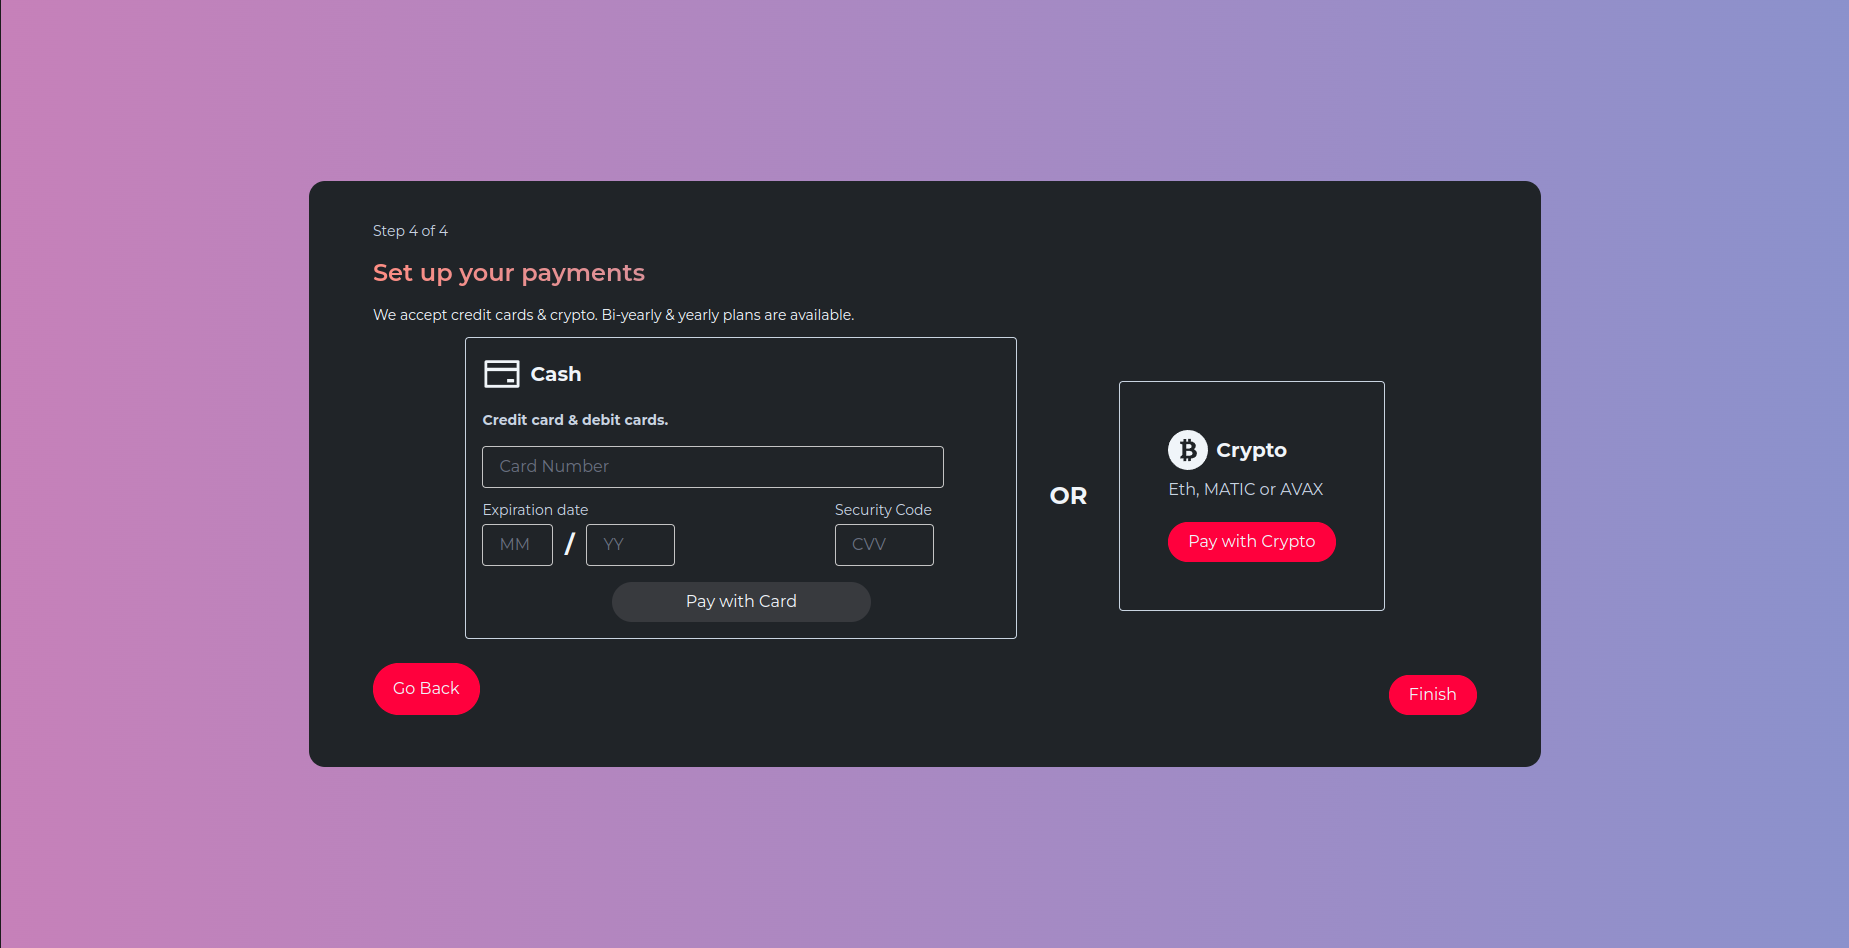 Step 4 of 4
Set up your payments
We accept credit cards & crypto. Bi-yearly & yearly plans are available.
Cash
Credit card & debit cards.
Card Number
Expiration date
Security Code
MM / YY
CVV
Pay with Card
OR
Crypto
Eth, MATIC or AVAX
Pay with Crypto
Go Back
Finish